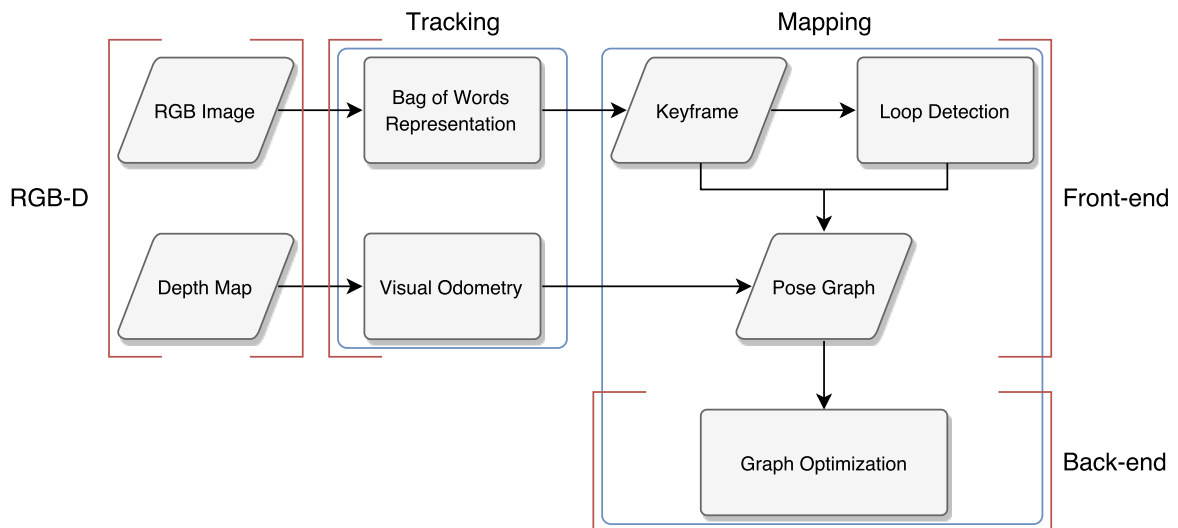 Tracking
Mapping
RGB Image
Bag of Words
Representation
Keyframe
Loop Detection
RGB-D
Front-end
Depth Map
Visual Odometry
Pose Graph
Graph Optimization
Back-end